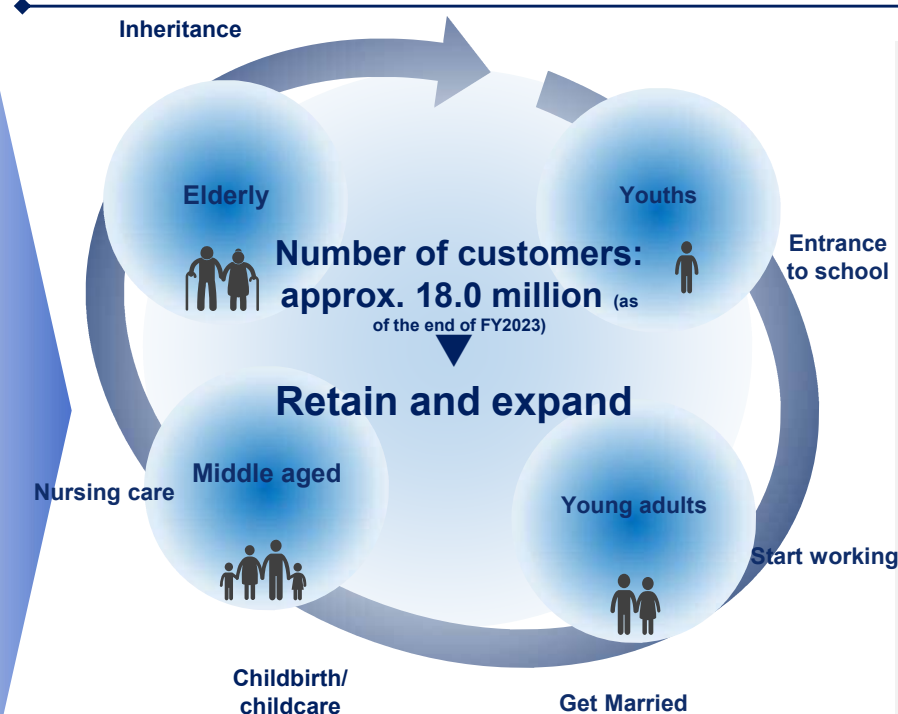 Inheritance
Elderly
Youths
Entrance
to school
Number of customers:
approx. 18.0 million (as
of the end of FY2023)
Retain and expand
Middle aged
Nursing care
Young adults
Start working
Childbirth/
childcare
Get Married